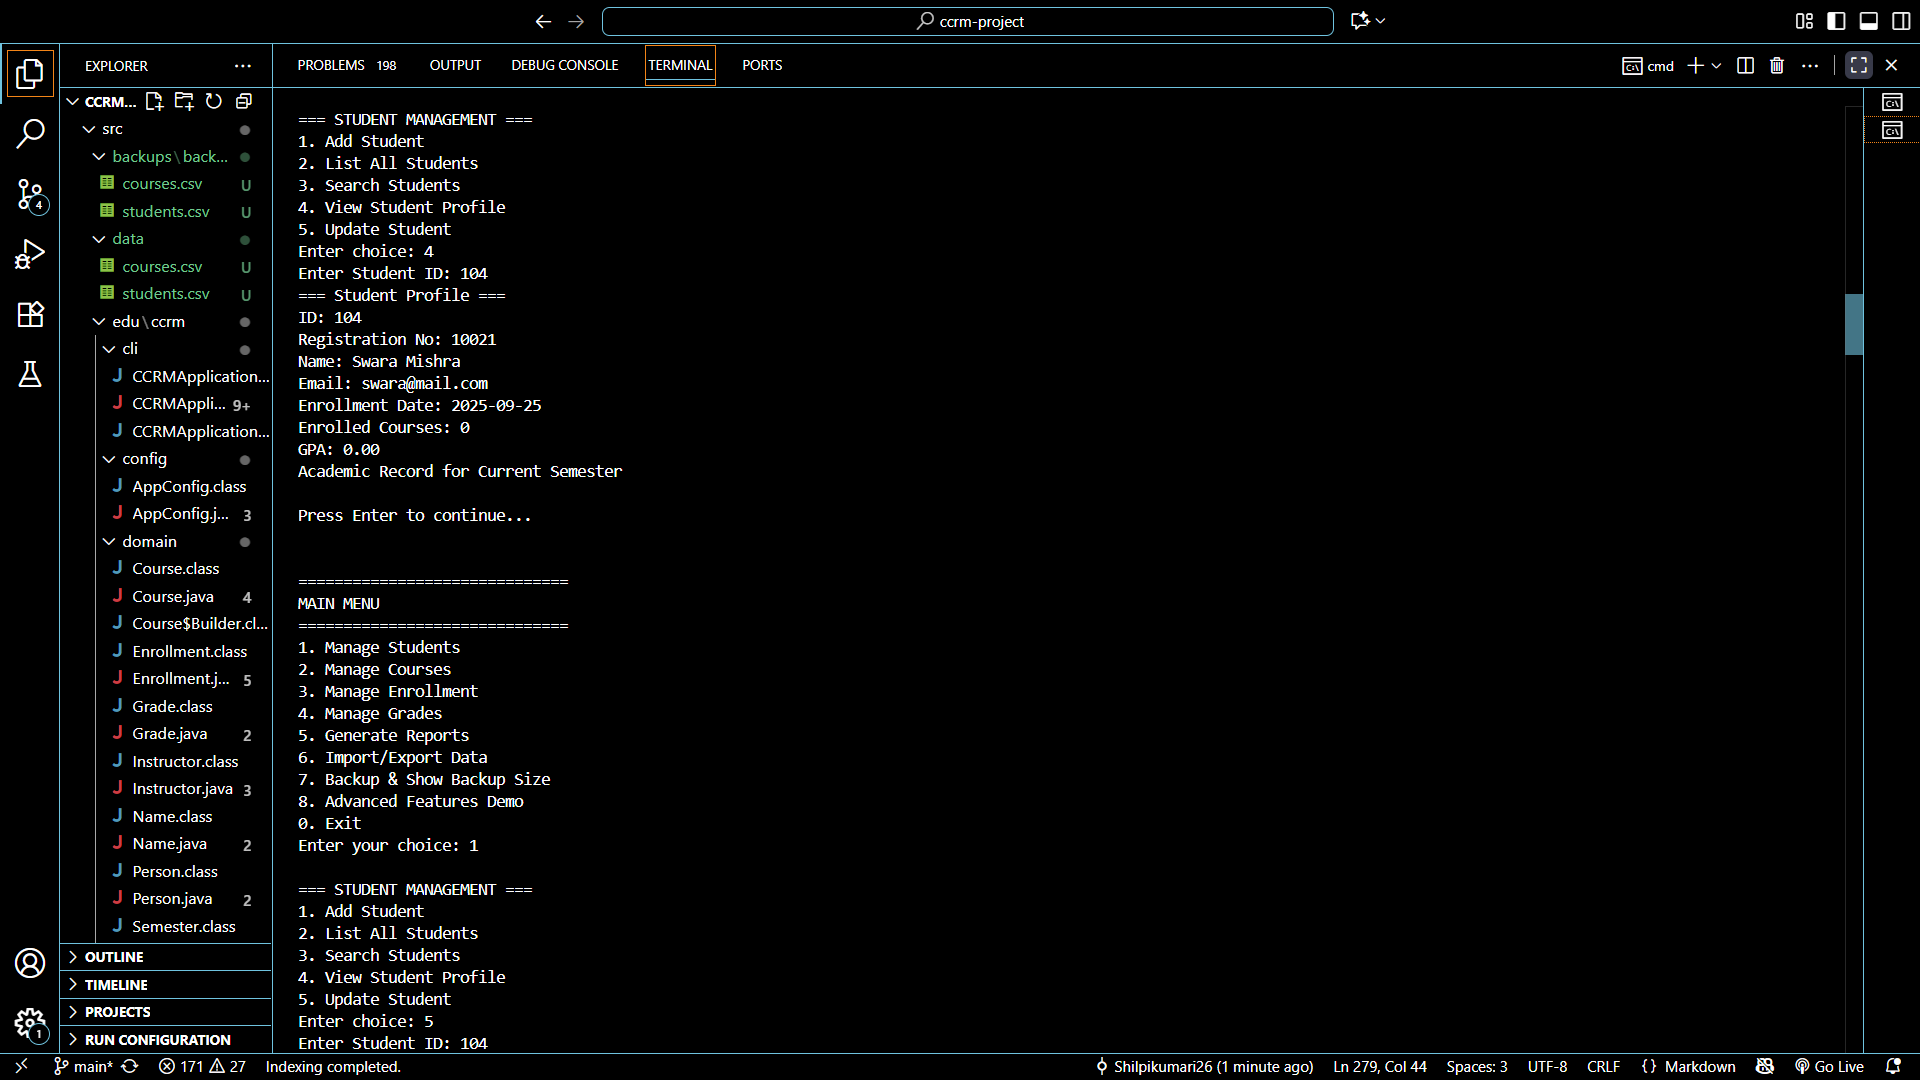 ccrm-project
EXPLORER
CCRM...
src
backups\back...
courses.csv U
students.csv U
data
courses.csv U
students.csv U
edu\ccrm
cli
CCRMApplication...
CCRMAppli... 9+
CCRMApplication...
config
AppConfig.class
AppConfig.j... 3
domain
Course.class
Course.java 4
Course$Builder.cl...
Enrollment.class
Enrollment.j... 5
Grade.class
Grade.java 2
Instructor.class
Instructor.java 3
Name.class
Name.java 2
Person.class
Person.java 2
Semester.class
OUTLINE
TIMELINE
PROJECTS
RUN CONFIGURATION
4
1
PROBLEMS 198 OUTPUT DEBUG CONSOLE TERMINAL PORTS
cmd
=== STUDENT MANAGEMENT ===
1. Add Student
2. List All Students
3. Search Students
4. View Student Profile
5. Update Student
Enter choice: 4
Enter Student ID: 104
=== Student Profile ===
ID: 104
Registration No: 10021
Name: Swara Mishra
Email: swara@mail.com
Enrollment Date: 2025-09-25
Enrolled Courses: 0
GPA: 0.00
Academic Record for Current Semester
Press Enter to continue...
==============================
MAIN MENU
==============================
1. Manage Students
2. Manage Courses
3. Manage Enrollment
4. Manage Grades
5. Generate Reports
6. Import/Export Data
7. Backup & Show Backup Size
8. Advanced Features Demo
0. Exit
Enter your choice: 1
=== STUDENT MANAGEMENT ===
1. Add Student
2. List All Students
3. Search Students
4. View Student Profile
5. Update Student
Enter choice: 5
Enter Student ID: 104
main* 171 27 Indexing completed. Shilpikumari26 (1 minute ago) Ln 279, Col 44 Spaces: 3 UTF-8 CRLF {} Markdown Go Live